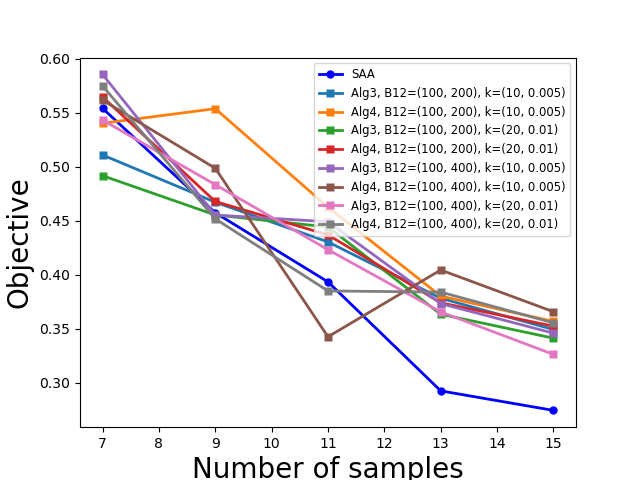 0.60
0.55
0.50
0.45
0.40
0.35
0.30
Objective
7
8
9
10
11
12
13
14
15
Number of samples
SAA
Alg3, B12=(100, 200), k=(10, 0.005)
Alg4, B12=(100, 200), k=(10, 0.005)
Alg3, B12=(100, 200), k=(20, 0.01)
Alg4, B12=(100, 200), k=(20, 0.01)
Alg3, B12=(100, 400), k=(10, 0.005)
Alg4, B12=(100, 400), k=(10, 0.005)
Alg3, B12=(100, 400), k=(20, 0.01)
Alg4, B12=(100, 400), k=(20, 0.01)